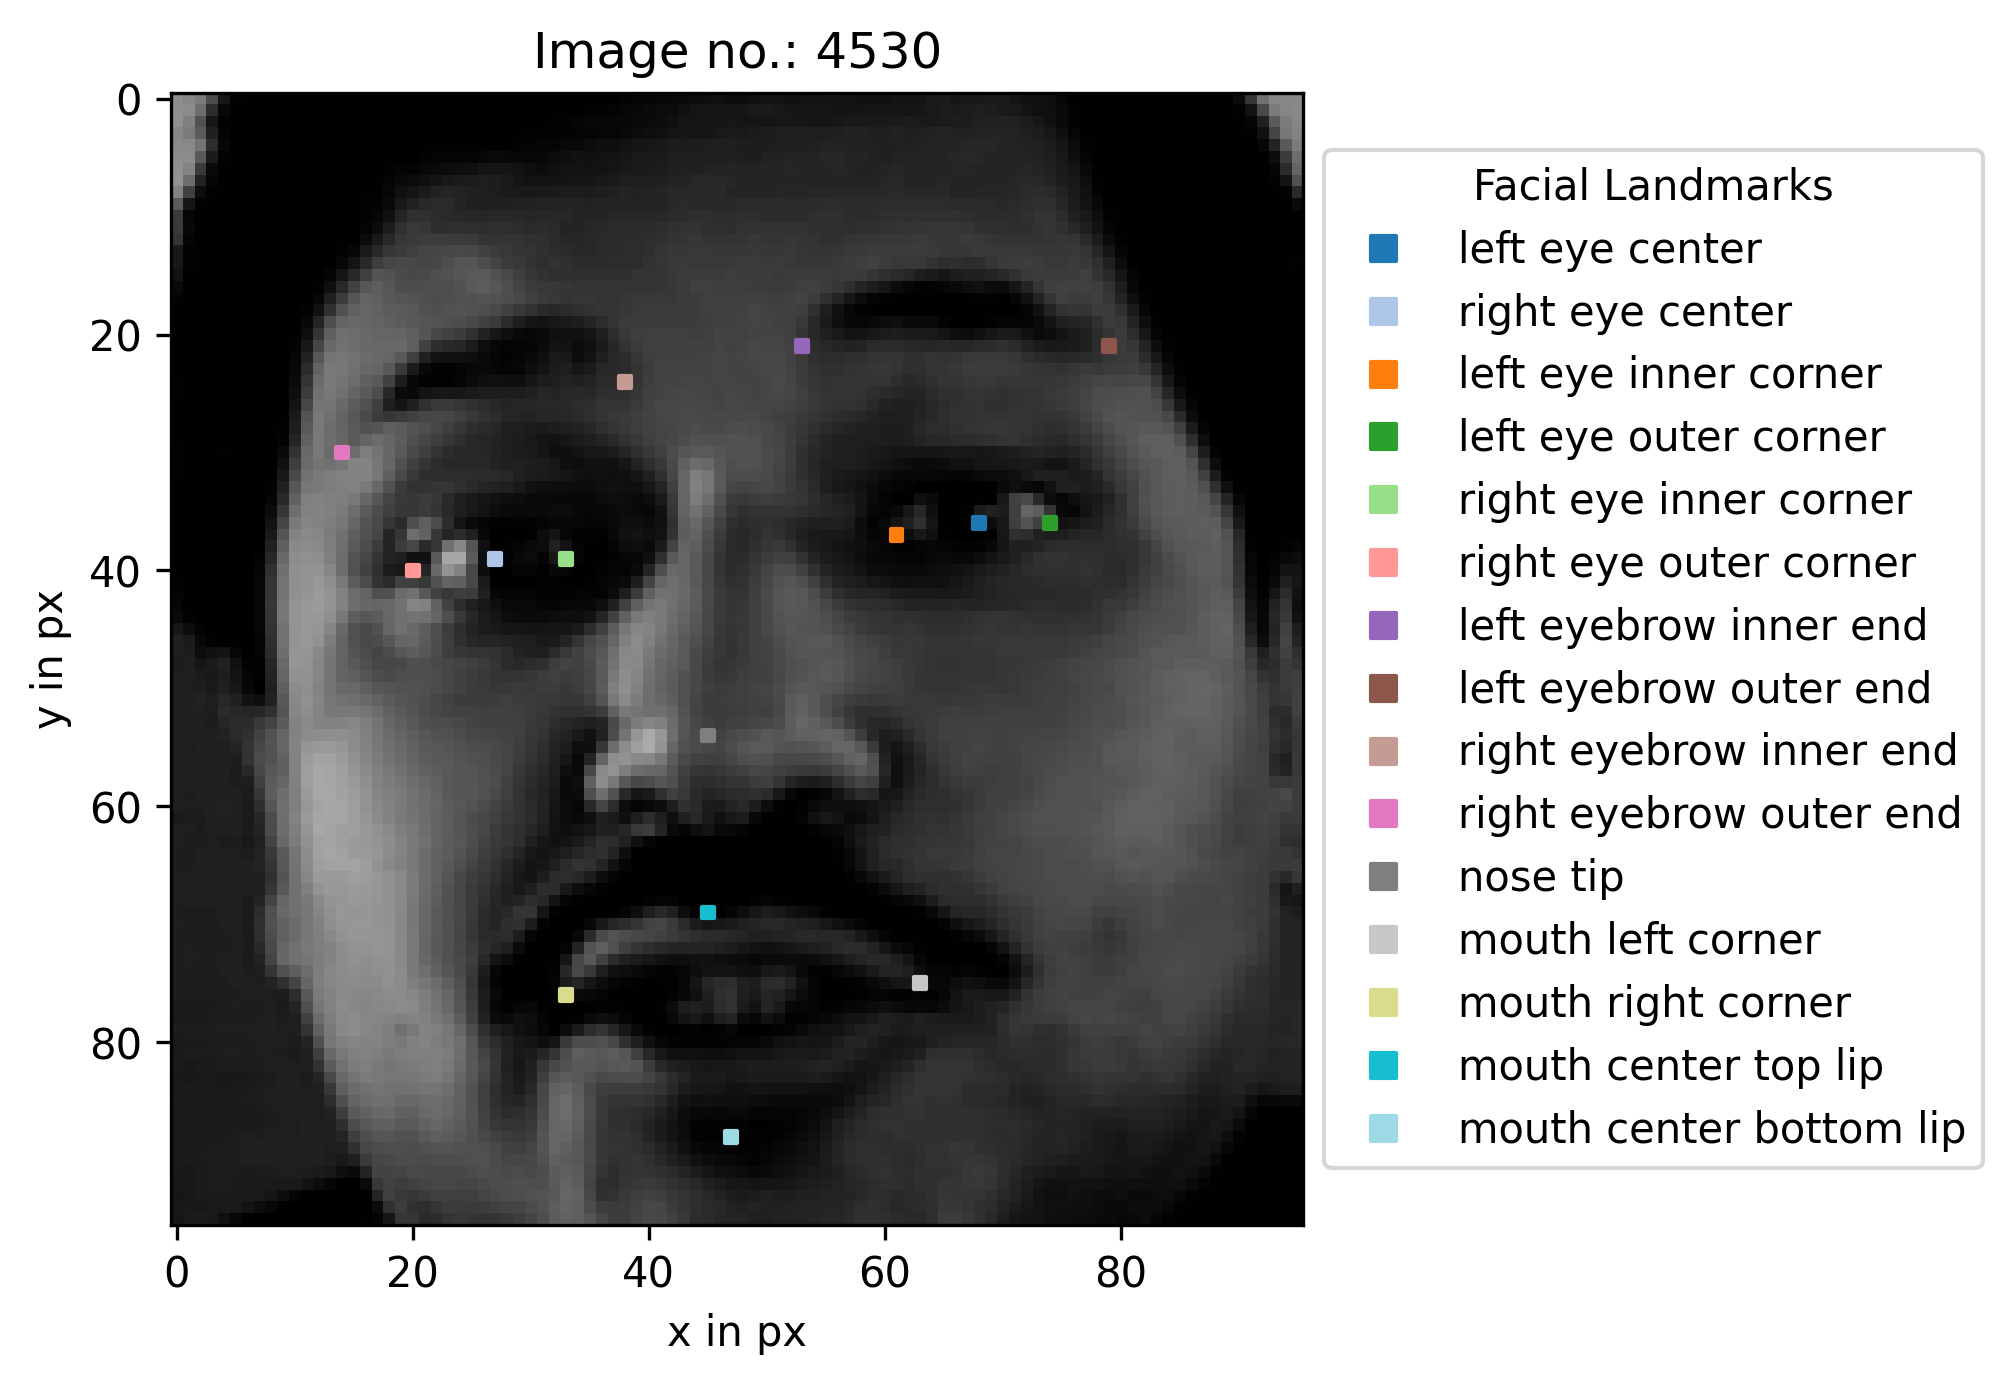 Image no.: 4530
0
20
40
60
80
y in px
0 20 40 60 80
x in px
Facial Landmarks
left eye center
right eye center
left eye inner corner
left eye outer corner
right eye inner corner
right eye outer corner
left eyebrow inner end
left eyebrow outer end
right eyebrow inner end
right eyebrow outer end
nose tip
mouth left corner
mouth right corner
mouth center top lip
mouth center bottom lip